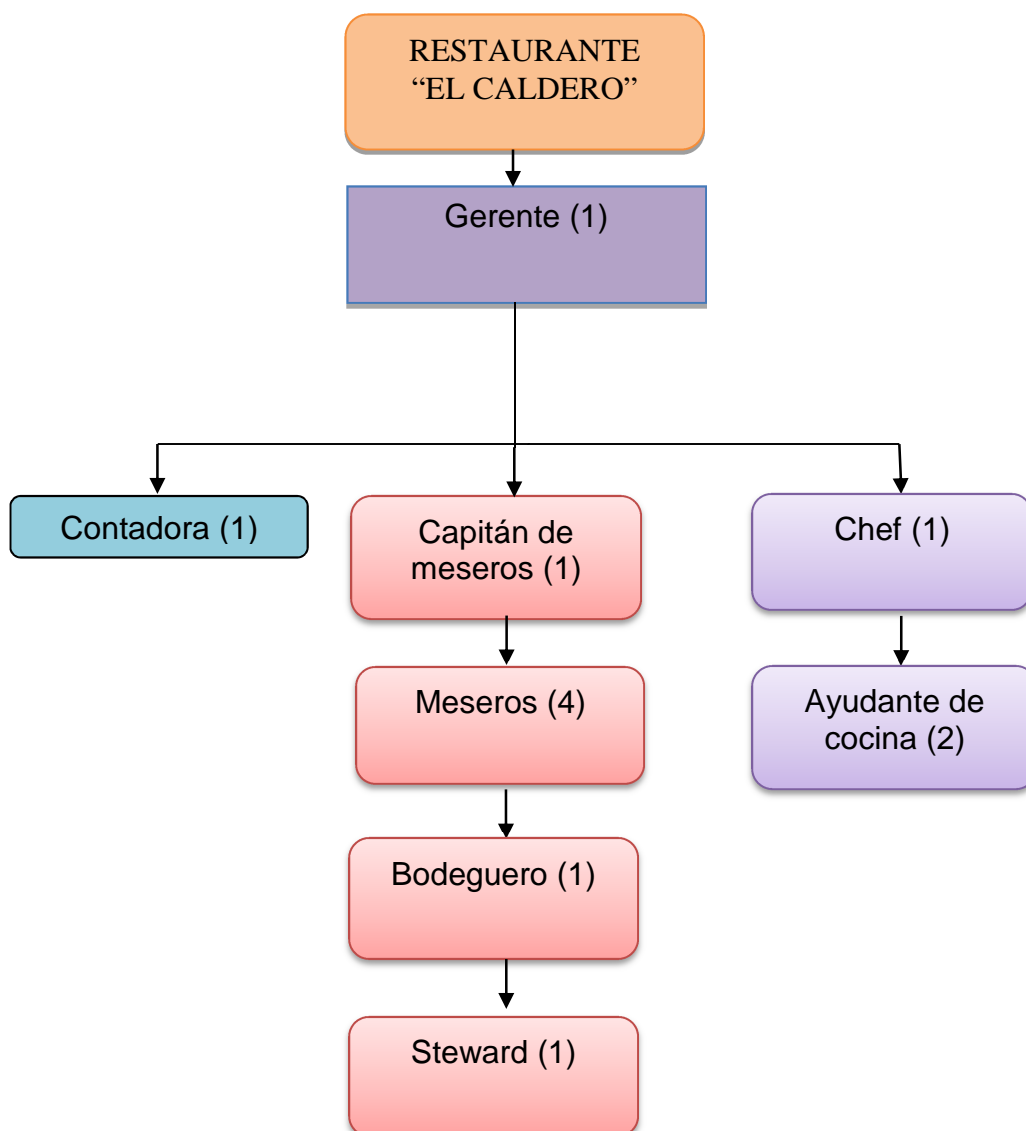 RESTAURANTE
“EL CALDERO”
Gerente (1)
Contadora (1)
Capitán de
meseros (1)
Chef (1)
Meseros (4)
Ayudante de
cocina (2)
Bodeguero (1)
Steward (1)